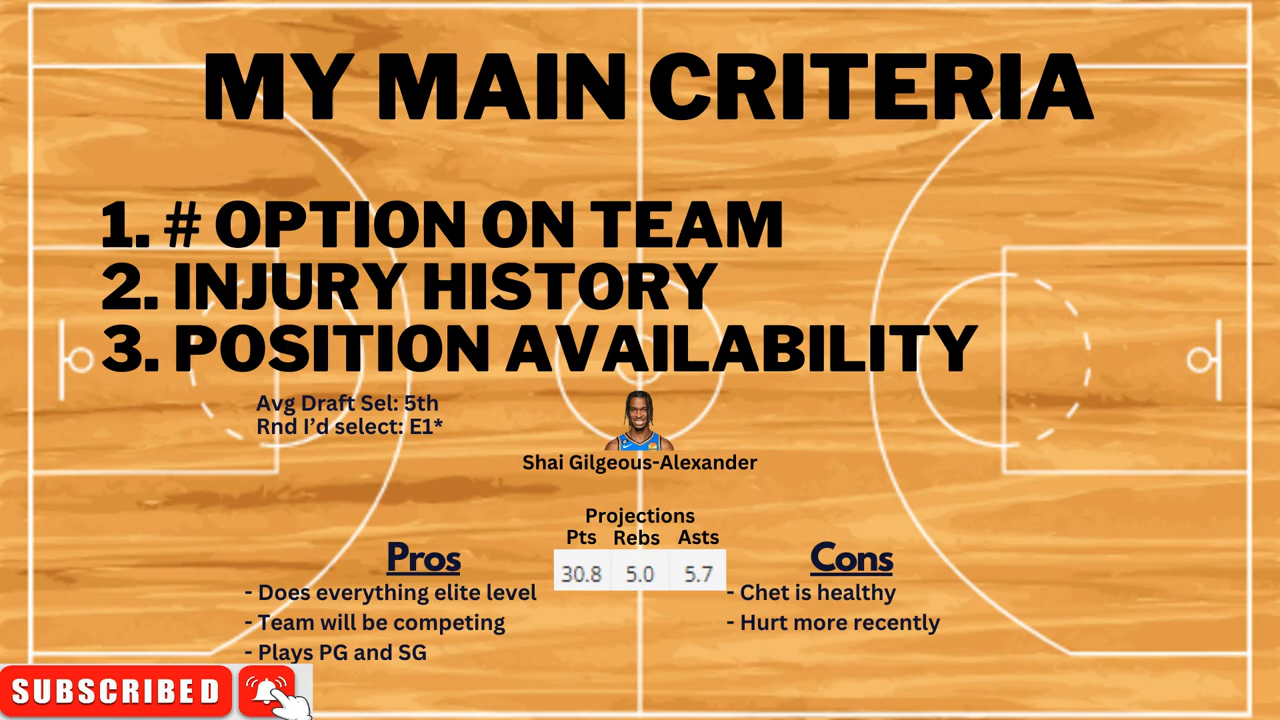 MY MAIN CRITERIA
1. # OPTION ON TEAM
2. INJURY HISTORY
3. POSITION AVAILABILITY
Avg Draft Sel: 5th
Rnd I'd select: E1*
Shai Gilgeous-Alexander
Projections
Pts Rebs Asts
30.8 5.0 5.7
Pros
- Does everything elite level
- Team will be competing
- Plays PG and SG
Cons
- Chet is healthy
- Hurt more recently
SUBSCRIBED